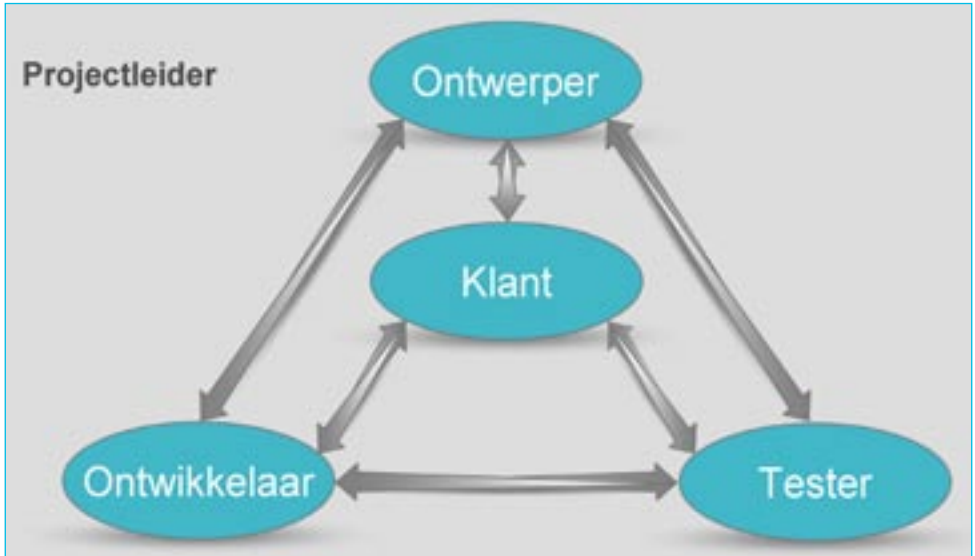 Projectleider
Ontwerper
Klant
Ontwikkelaar
Tester